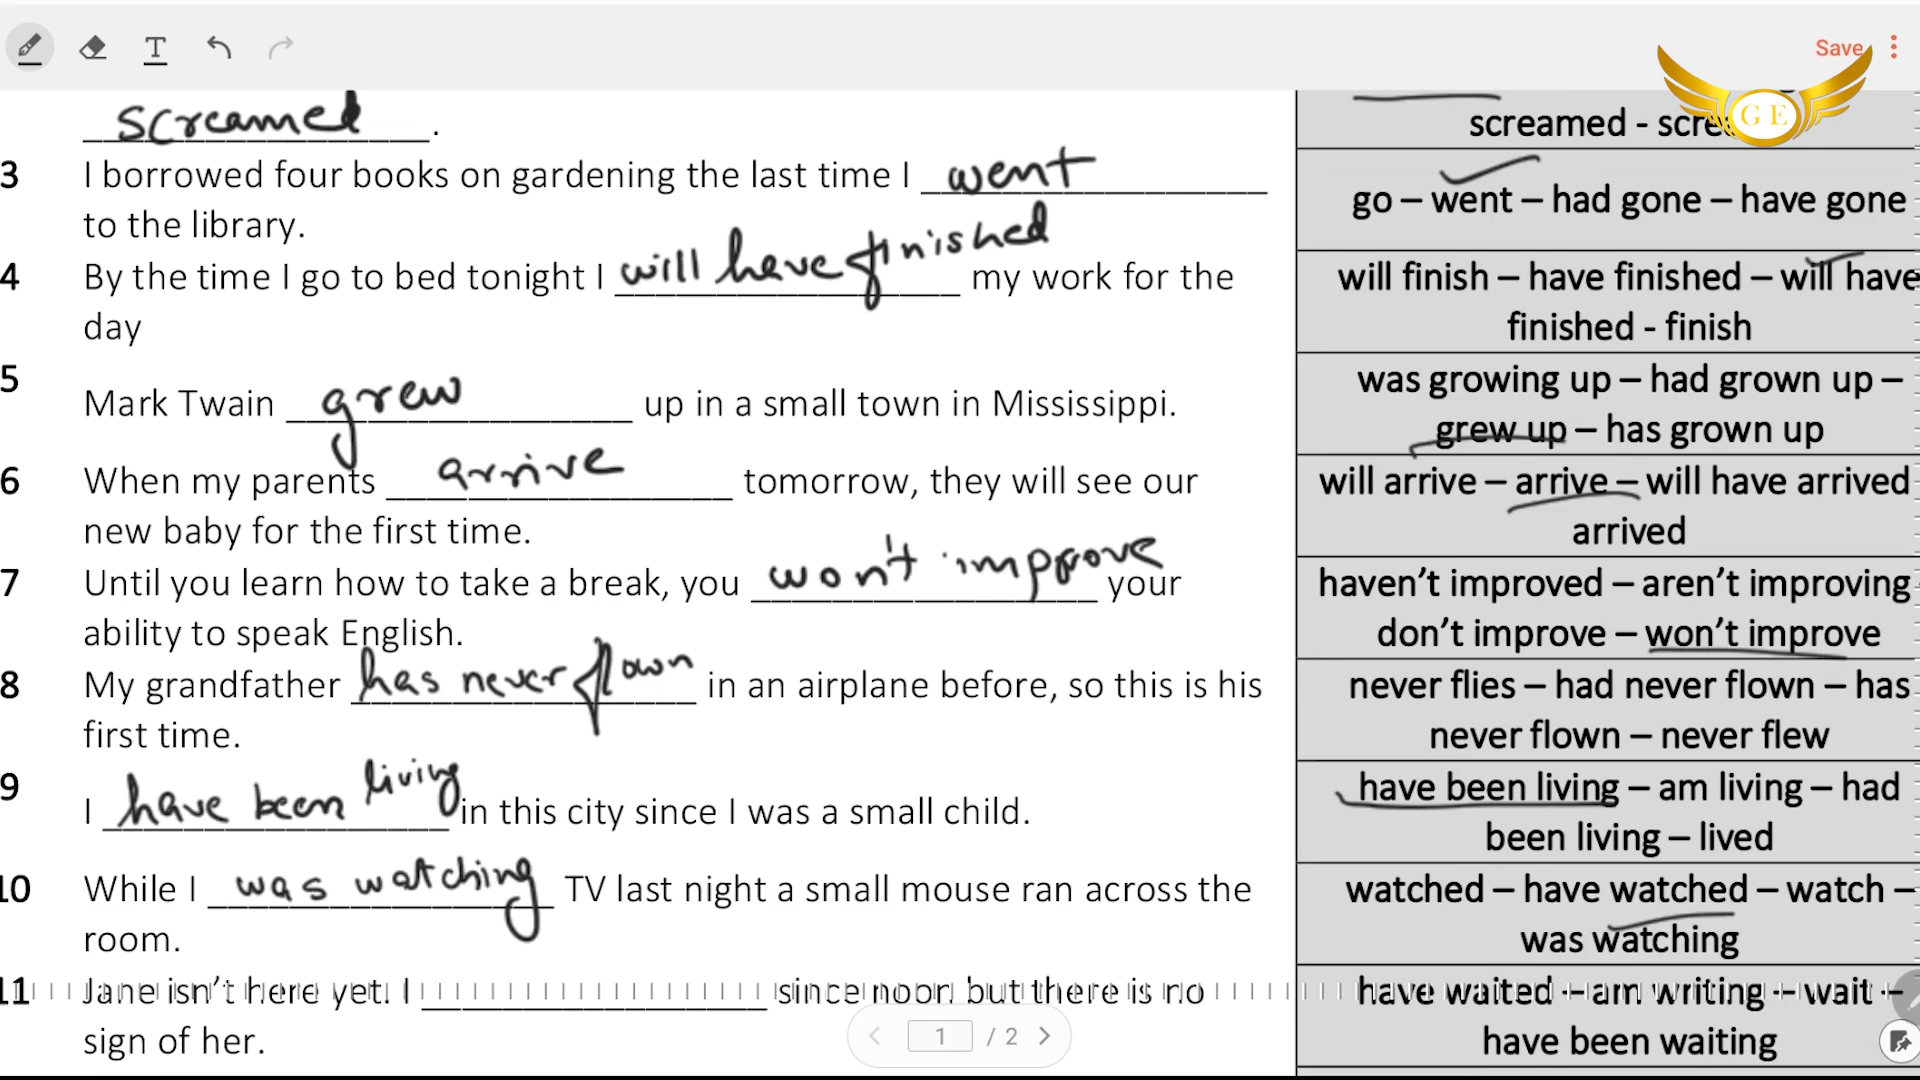 Save
screamed .
screamed -
3 I borrowed four books on gardening the last time I went
to the library.
go – went – had gone – have gone
4 By the time I go to bed tonight I will have finished my work for the
day
will finish – have finished – will have
finished - finish
5 Mark Twain grew up in a small town in Mississippi.
was growing up – had grown up –
grew up – has grown up
6 When my parents arrive tomorrow, they will see our
new baby for the first time.
will arrive – arrive – will have arrived
arrived
7 Until you learn how to take a break, you won't improve your
ability to speak English.
haven't improved – aren't improving
don't improve – won't improve
8 My grandfather has never flown in an airplane before, so this is his
first time.
never flies – had never flown – has
never flown – never flew
9 I have been living in this city since I was a small child.
have been living – am living – had
been living – lived
10 While I was watching TV last night a small mouse ran across the
room.
watched – have watched – watch –
was watching
11 Jane isn't here yet. I ________________ since noon but there is no
sign of her.
have waited – am writing – wait –
have been waiting
1 / 2
G E